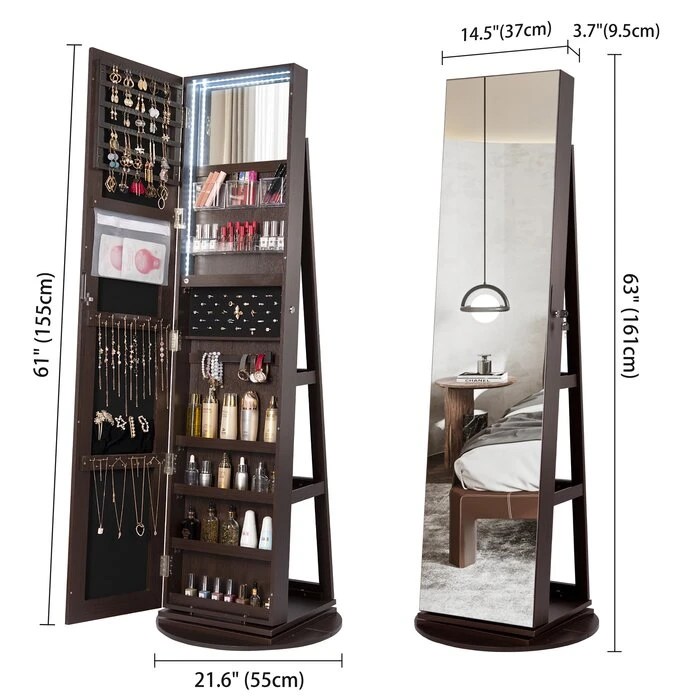 14.5"(37cm)
3.7"(9.5cm)
61" (155cm)
63" (161cm)
CHANEL
21.6" (55cm)